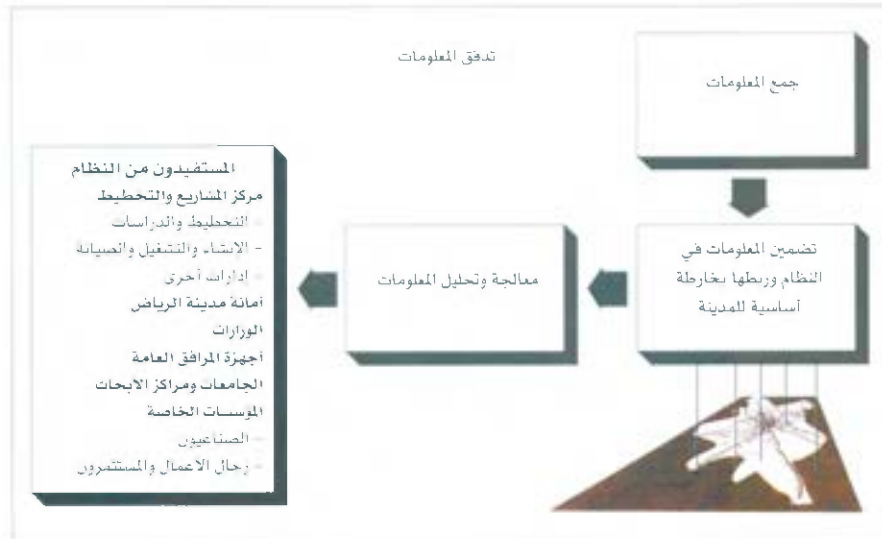 تدفق المعلومات
جمع المعلومات
تضمين المعلومات في
النظام وربطها بخارطة
أساسية للمدينة
معالجة وتحليل المعلومات
المستفيدون من النظام
مركز المشاريع والتخطيط
- التخطيط والدراسات
- الإنشاء والتشغيل والصيانة
- إدارات أخرى
أمانة مدينة الرياض
الوزارات
أجهزة المرافق العامة
الجامعات ومراكز الأبحاث
المؤسسات الخاصة
- الصناعيون
- رجال الأعمال والمستثمرون